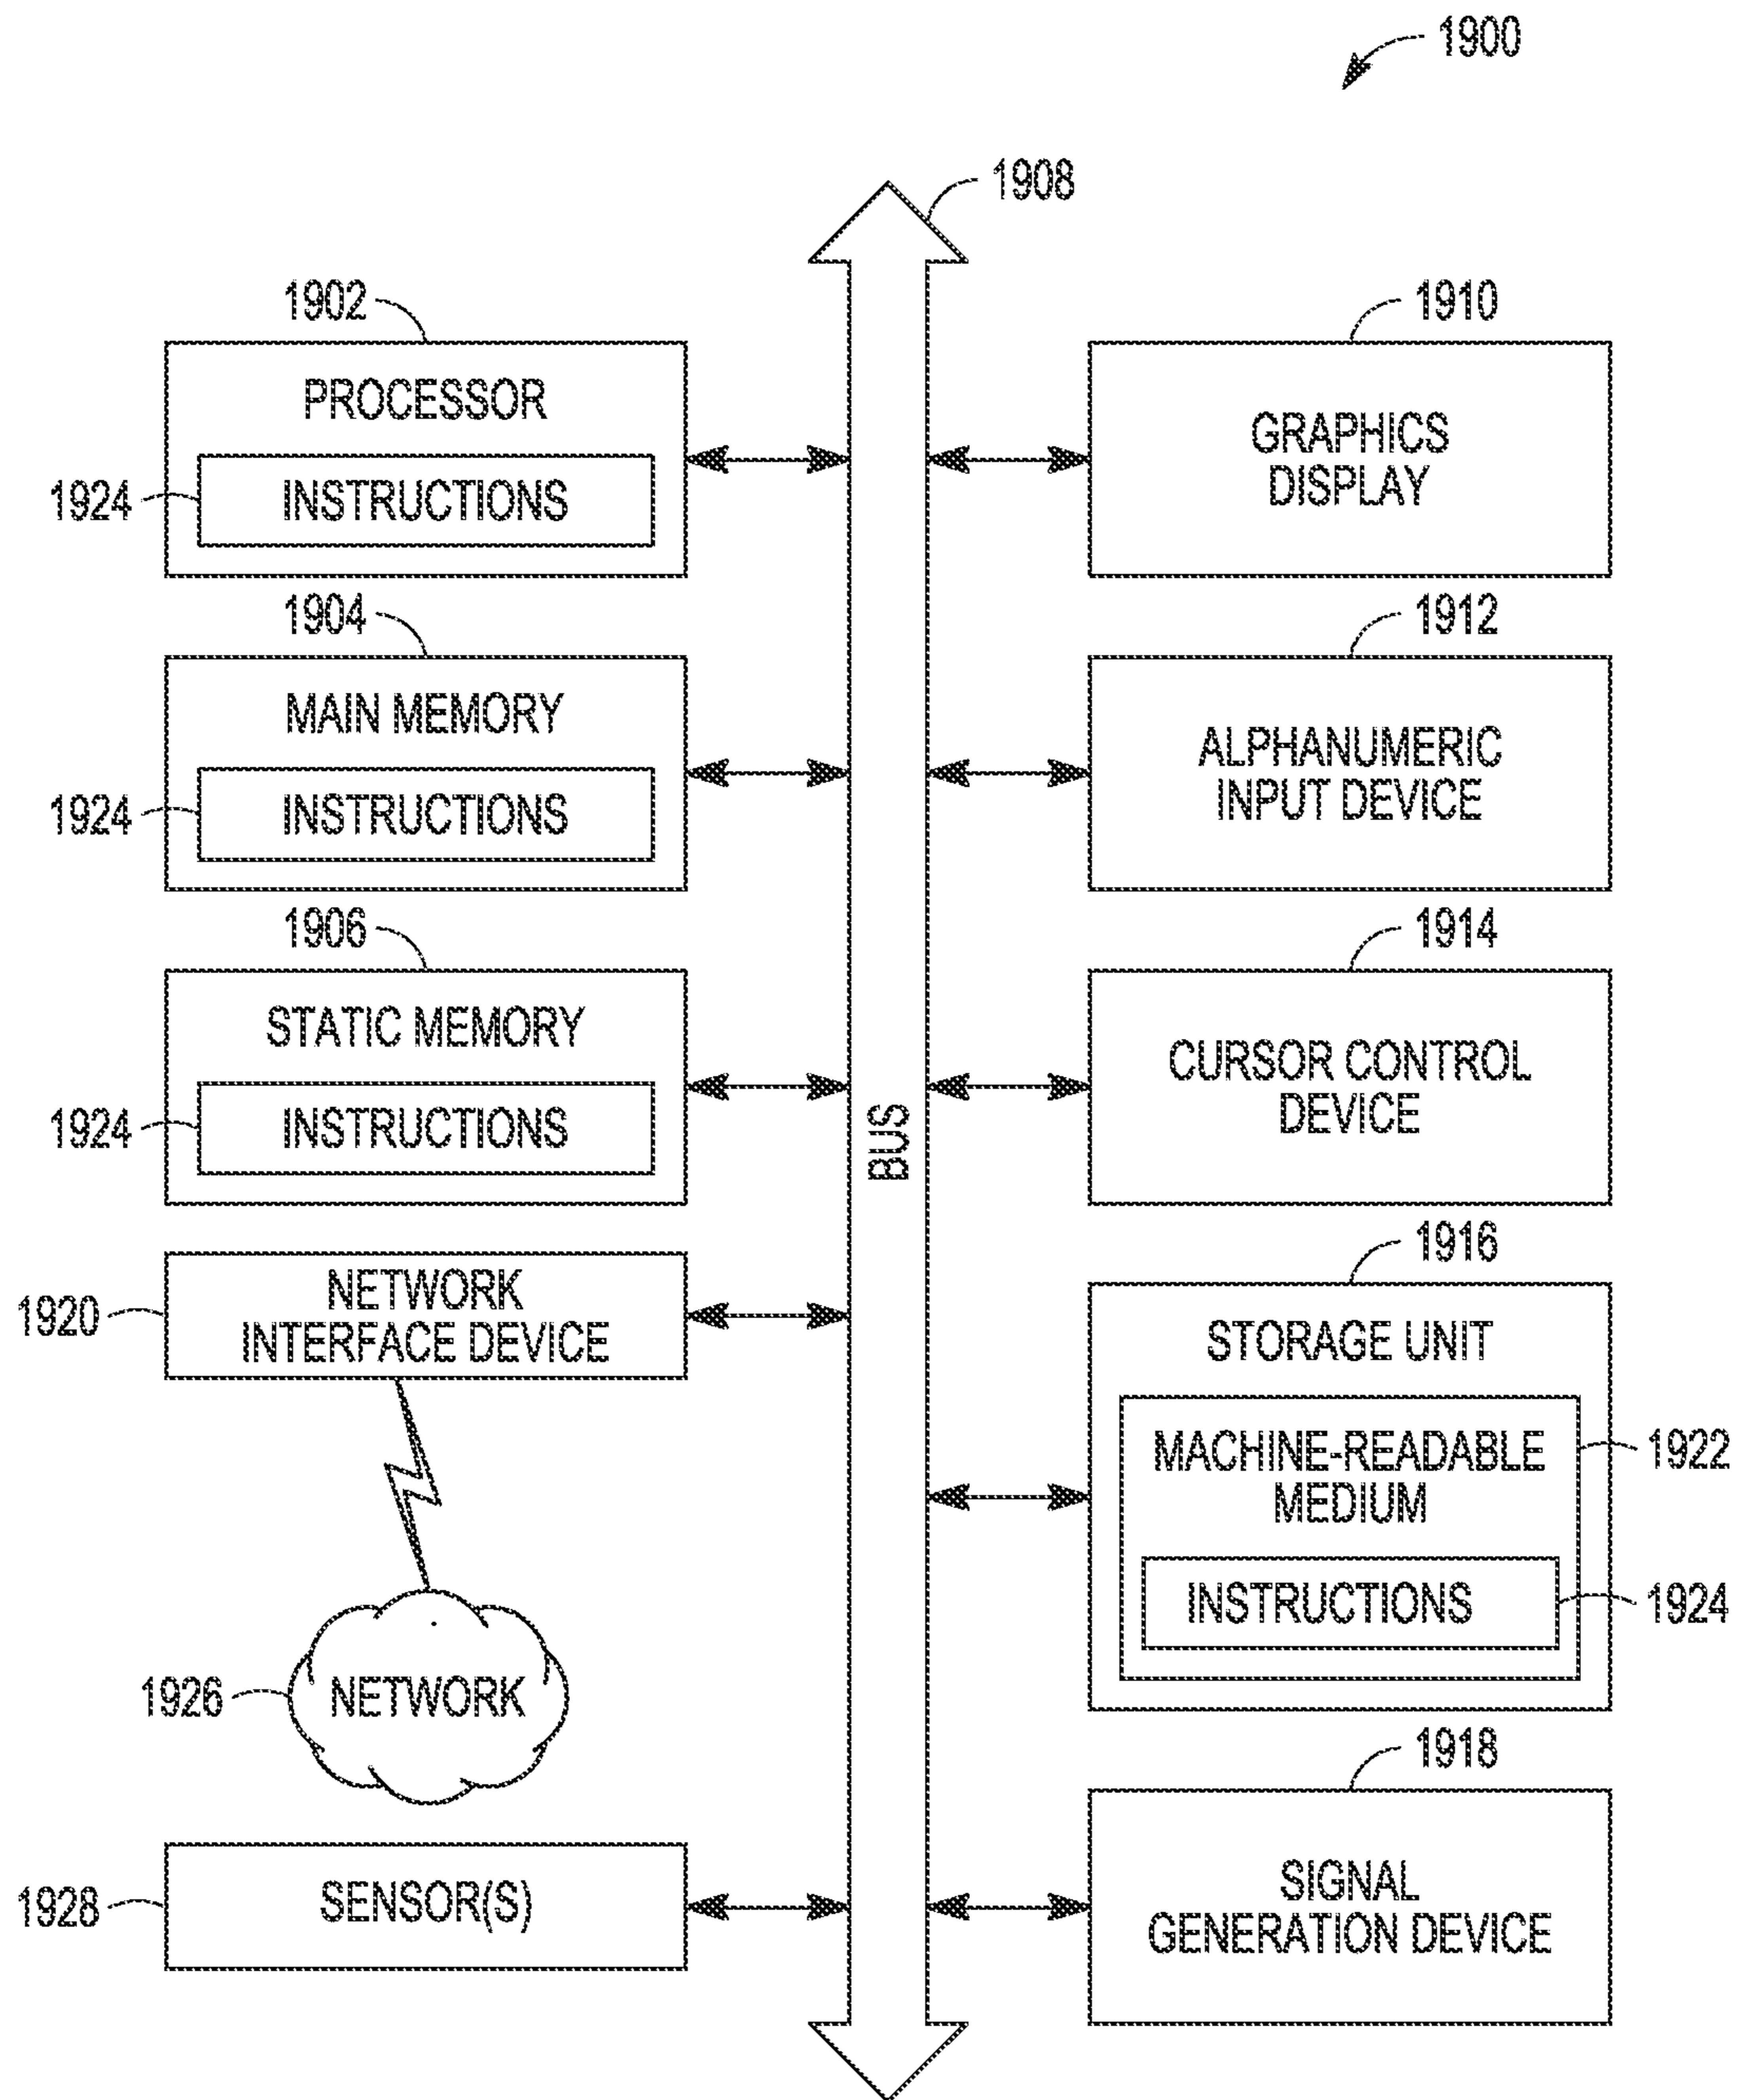 1900
1908
1902
PROCESSOR
1924
INSTRUCTIONS
1904
MAIN MEMORY
1924
INSTRUCTIONS
1906
STATIC MEMORY
1924
INSTRUCTIONS
1920
NETWORK
INTERFACE DEVICE
1926
NETWORK
1928
SENSOR(S)
BUS
1910
GRAPHICS
DISPLAY
1912
ALPHANUMERIC
INPUT DEVICE
1914
CURSOR CONTROL
DEVICE
1916
STORAGE UNIT
MACHINE-READABLE
MEDIUM
1922
INSTRUCTIONS
1924
1918
SIGNAL
GENERATION DEVICE